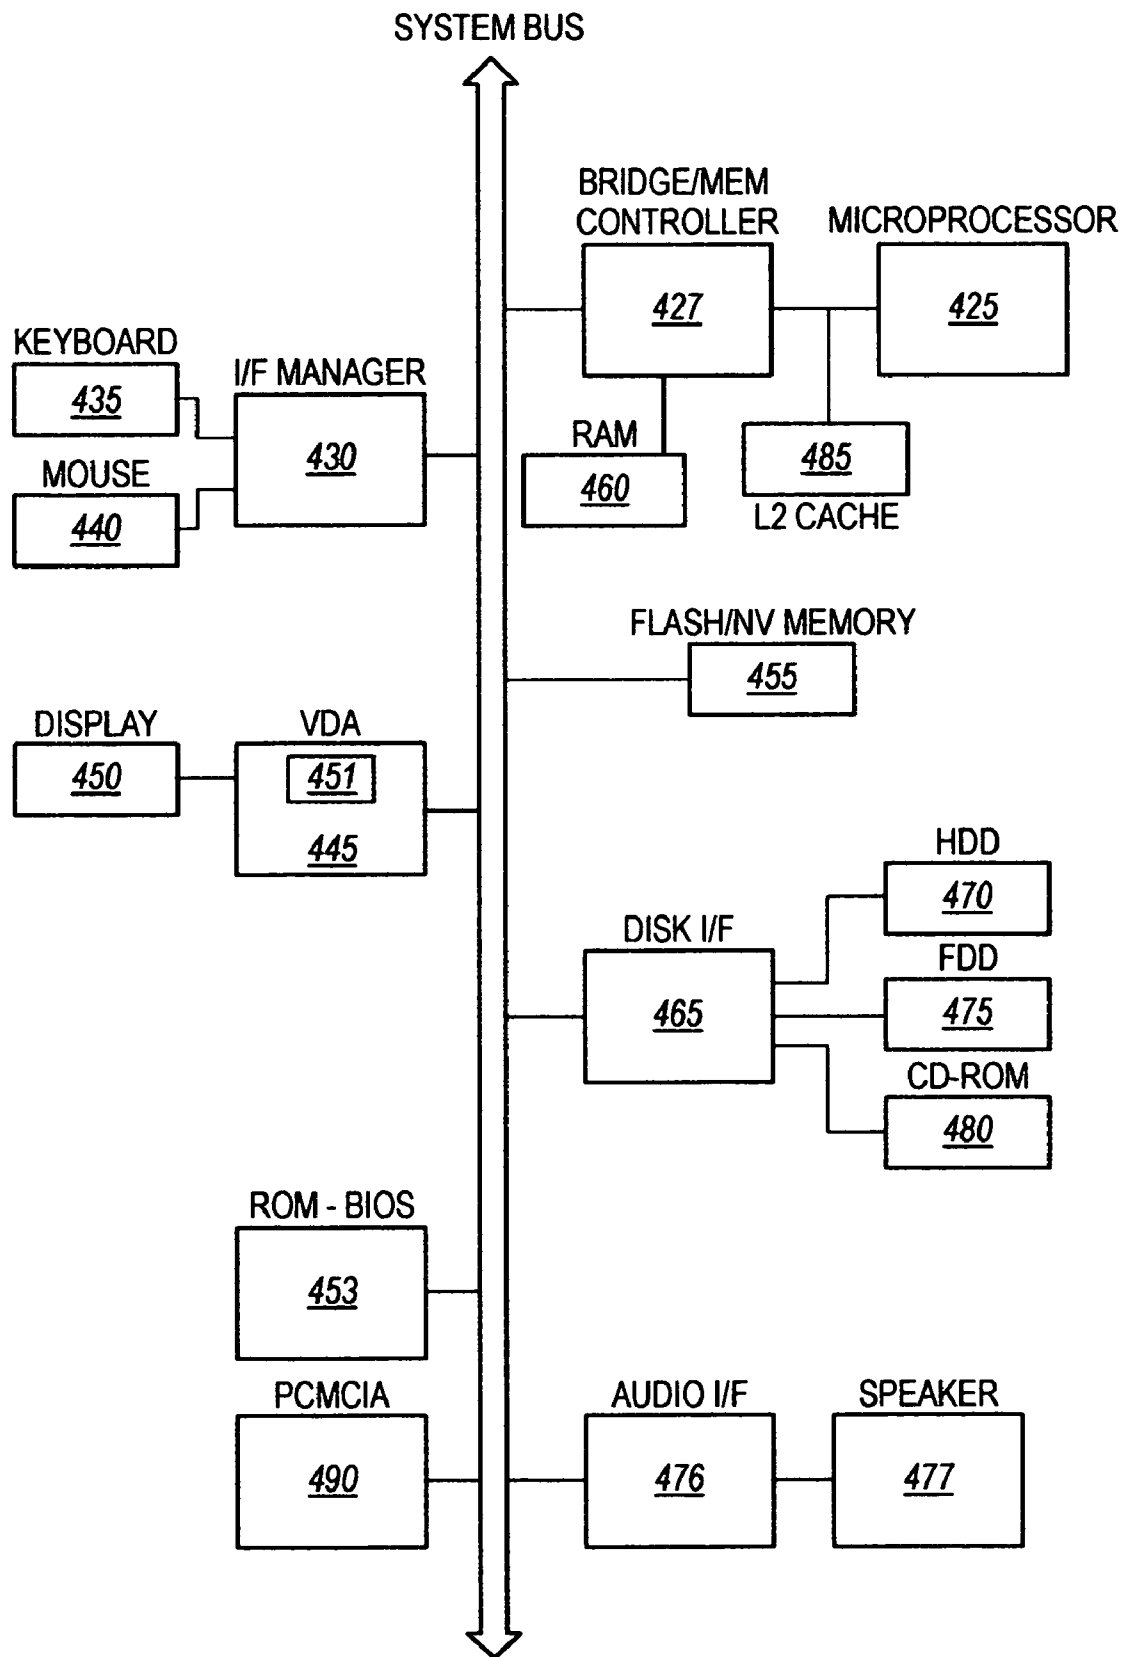 SYSTEM BUS
BRIDGE/MEM
CONTROLLER
427
MICROPROCESSOR
425
KEYBOARD
435
I/F MANAGER
430
MOUSE
440
RAM
460
485
L2 CACHE
FLASH/NV MEMORY
455
DISPLAY
450
VDA
451
445
HDD
470
DISK I/F
465
FDD
475
CD-ROM
480
ROM - BIOS
453
PCMCIA
490
AUDIO I/F
476
SPEAKER
477